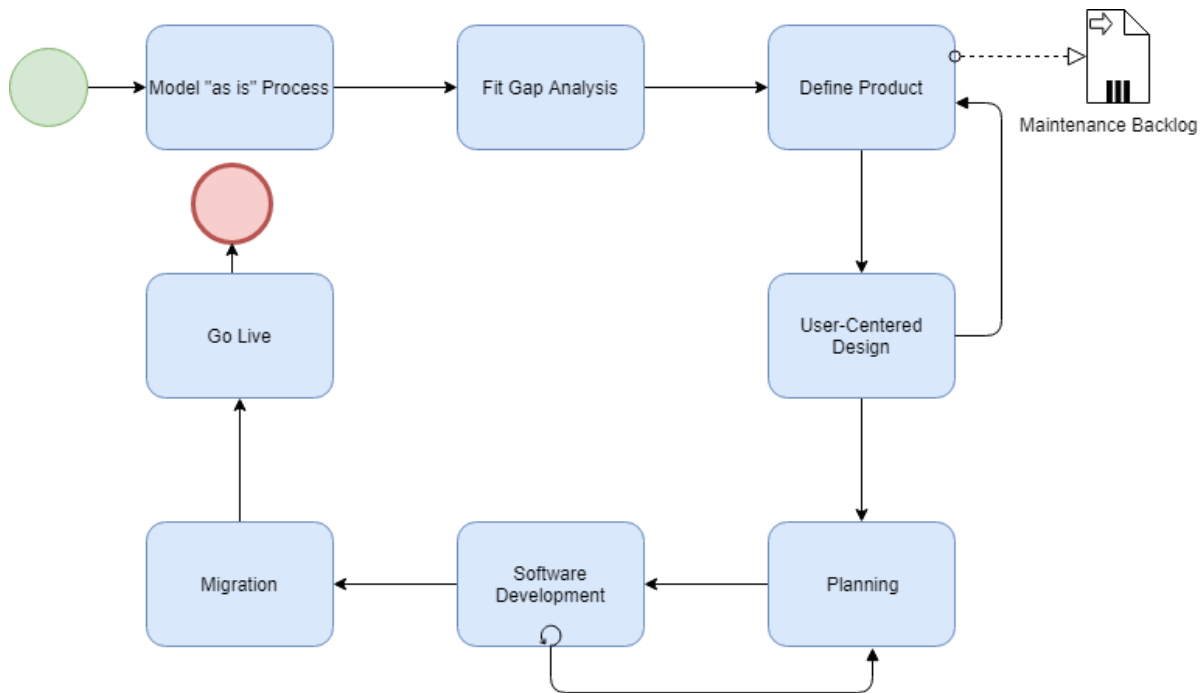 Model "as is" Process
Fit Gap Analysis
Define Product
Maintenance Backlog
Go Live
User-Centered
Design
Migration
Software
Development
Planning